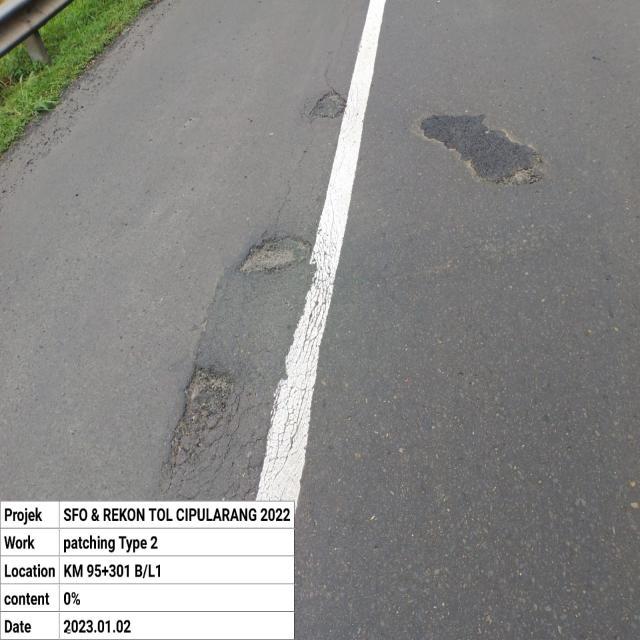 Projek SFO & REKON TOL CIPULARANG 2022
Work patching Type 2
Location KM 95+301 B/L1
content 0%
Date 2023.01.02